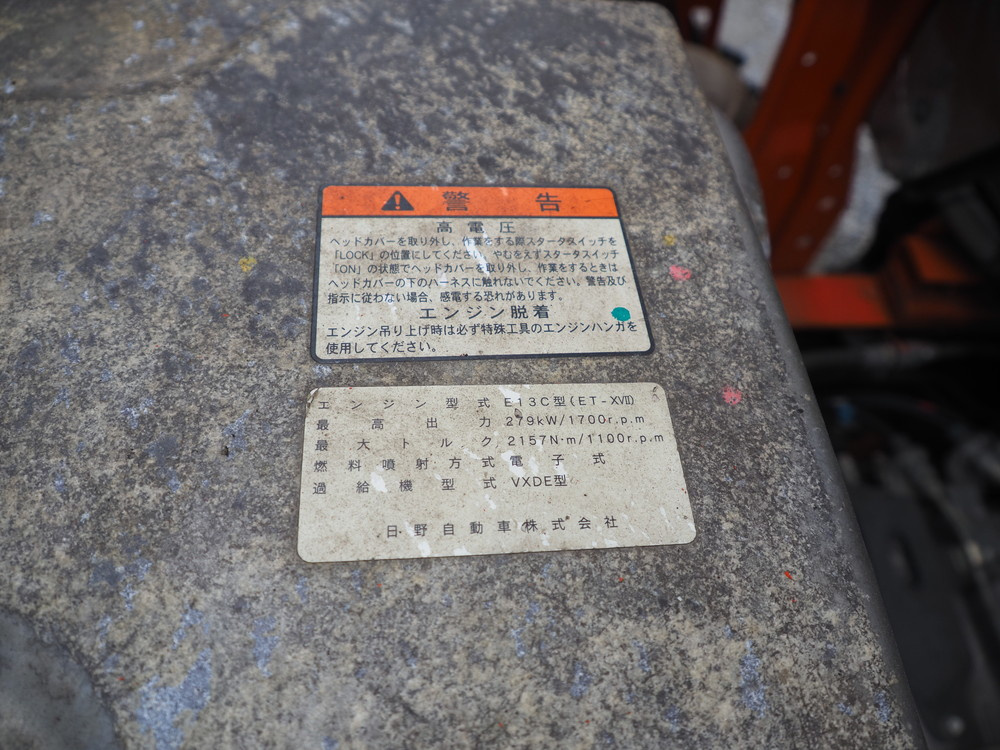 警告
高電圧
ヘッドカバーを取り外し、作業をする際スタータスイッチを
「LOCK」の位置にしてください。やむをえずスタータスイッチ
「ON」の状態でヘッドカバーを取り外し、作業をするときは
ヘッドカバーの下のハーネスに触れないでください。警告及び
指示に従わない場合、感電する恐れがあります。
エンジン脱着
エンジン吊り上げ時は必ず特殊工具のエンジンハンガを
使用してください。
エンジン型式 E13C型(ET-XVII)
最高出力 279kW/1700r.p.m
最大トルク 2157N·m/1100r.p.m
燃料噴射方式 電子式
過給機型式 VXDE型
日野自動車株式会社